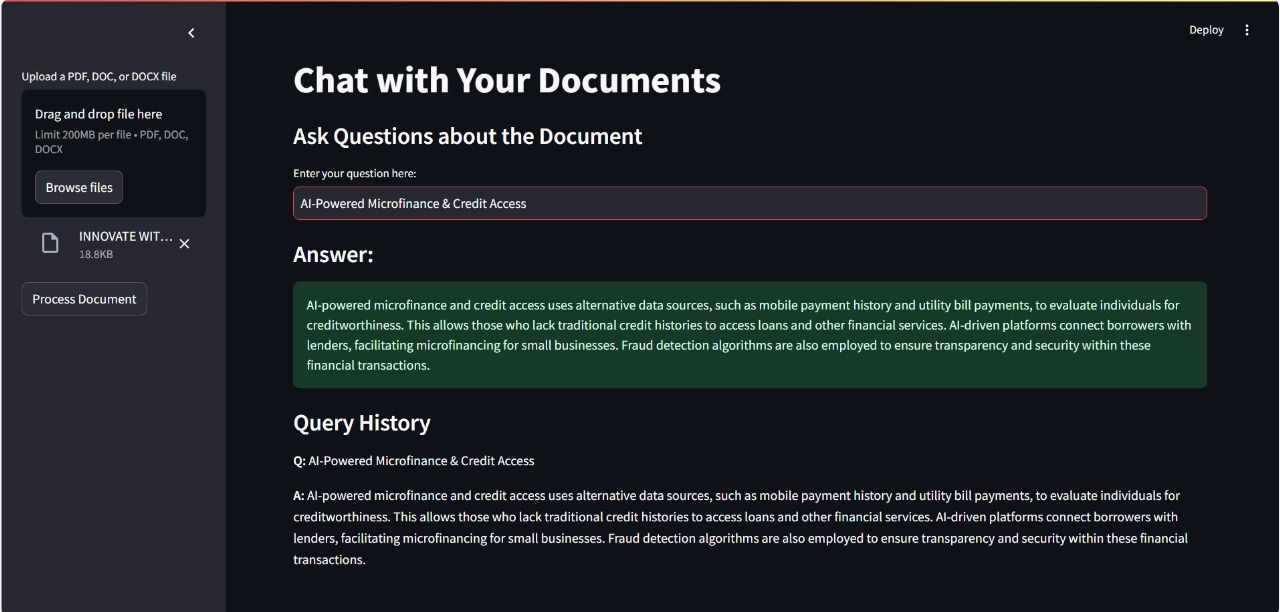 Deploy
Upload a PDF, DOC, or DOCX file
Drag and drop file here
Limit 200MB per file • PDF, DOC,
DOCX
Browse files
INNOVATE WIT...
18.8KB
Process Document
Chat with Your Documents
Ask Questions about the Document
Enter your question here:
AI-Powered Microfinance & Credit Access
Answer:
AI-powered microfinance and credit access uses alternative data sources, such as mobile payment history and utility bill payments, to evaluate individuals for
creditworthiness. This allows those who lack traditional credit histories to access loans and other financial services. AI-driven platforms connect borrowers with
lenders, facilitating microfinancing for small businesses. Fraud detection algorithms are also employed to ensure transparency and security within these
financial transactions.
Query History
Q: AI-Powered Microfinance & Credit Access
A: AI-powered microfinance and credit access uses alternative data sources, such as mobile payment history and utility bill payments, to evaluate individuals for
creditworthiness. This allows those who lack traditional credit histories to access loans and other financial services. AI-driven platforms connect borrowers with
lenders, facilitating microfinancing for small businesses. Fraud detection algorithms are also employed to ensure transparency and security within these financial
transactions.